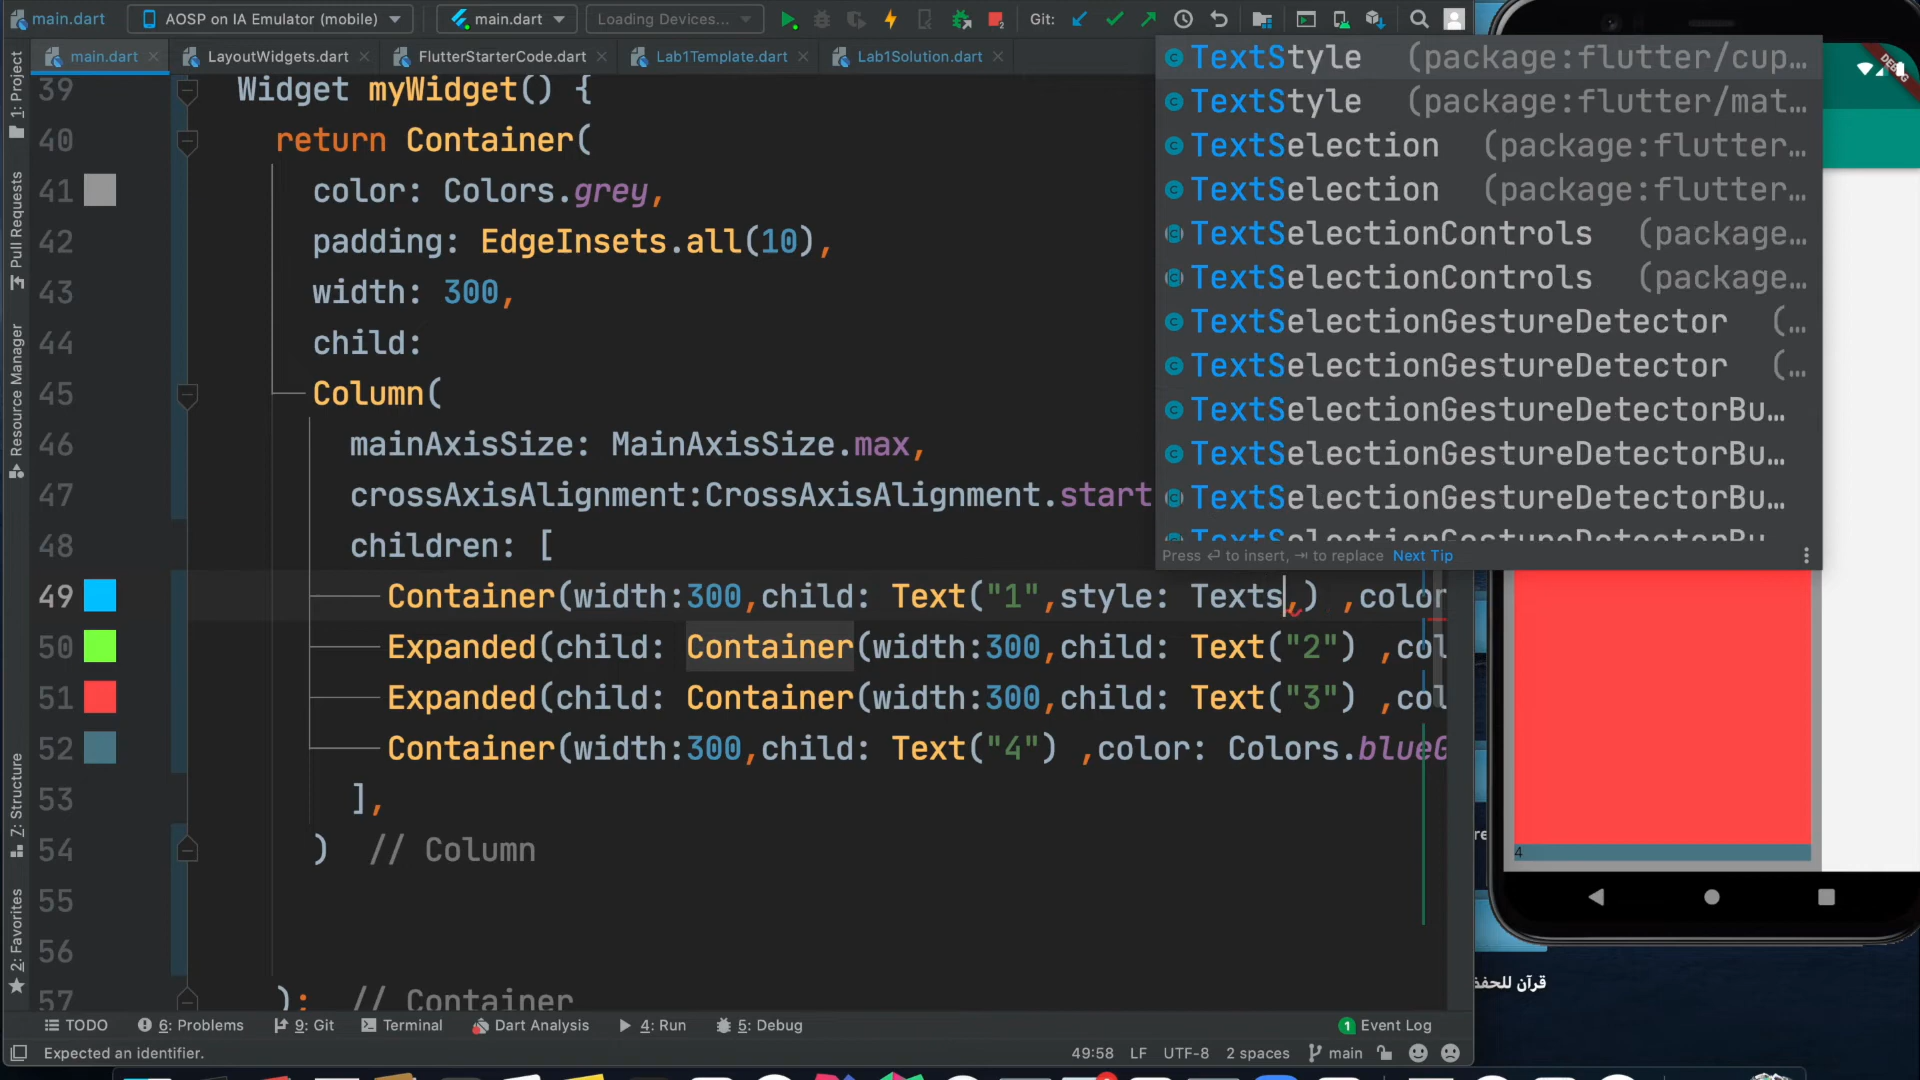 main.dart
AOSP on IA Emulator (mobile)
main.dart
Loading Devices...
Git:
main.dart
LayoutWidgets.dart
FlutterStarterCode.dart
Lab1Template.dart
Lab1Solution.dart
1: Project
Pull Requests
Resource Manager
7: Structure
2: Favorites
39 Widget myWidget() {
40 return Container(
41 color: Colors.grey,
42 padding: EdgeInsets.all(10),
43 width: 300,
44 child:
45 Column(
46 mainAxisSize: MainAxisSize.max,
47 crossAxisAlignment:CrossAxisAlignment.start
48 children: [
49 Container(width:300,child: Text("1",style: Texts,) ,color
50 Expanded(child: Container(width:300,child: Text("2") ,col
51 Expanded(child: Container(width:300,child: Text("3") ,col
52 Container(width:300,child: Text("4") ,color: Colors.blueG
53 ],
54 ) // Column
55
56
57 ); // Container
TextStyle (package:flutter/cup…
TextStyle (package:flutter/mat…
TextSelection (package:flutter…
TextSelection (package:flutter…
TextSelectionControls (package…
TextSelectionControls (package…
TextSelectionGestureDetector (…
TextSelectionGestureDetector (…
TextSelectionGestureDetectorBu…
TextSelectionGestureDetectorBu…
TextSelectionGestureDetectorBu…
TextSelectionGestureDetectorBu…
Press ↵ to insert, ⇥ to replace Next Tip
DEBUG
4
re
قرآن للحفظ
TODO
6: Problems
9: Git
Terminal
Dart Analysis
4: Run
5: Debug
1 Event Log
Expected an identifier.
49:58 LF UTF-8 2 spaces main